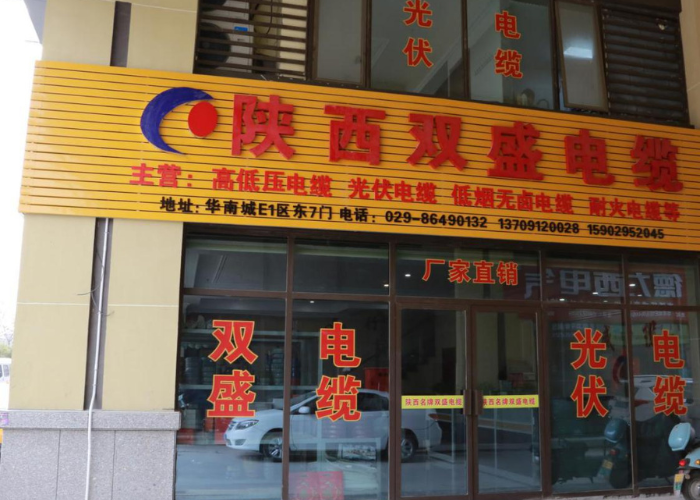 光伏 电缆
陕西双盛电缆
主营：高低压电缆 光伏电缆 低烟无卤电缆 耐火电缆等
地址：华南城E1区东7门 电话：029-86490132 13709120028 15902952045
厂家直销
双盛 电缆
光伏 电缆
陕西名牌双盛电缆
陕西名牌双盛电缆